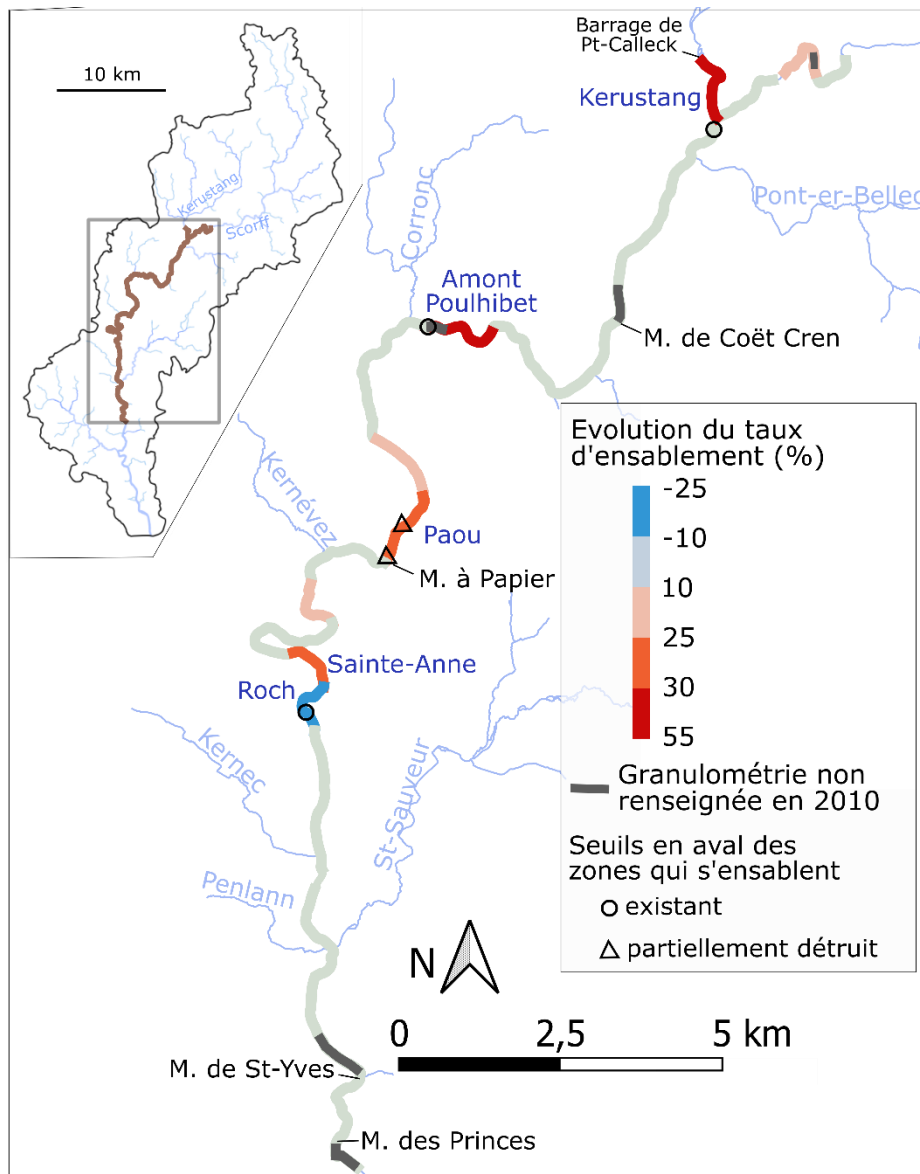 10 km
Kerustang
Scorff
Barrage de
Pt-Calleck
Kerustang
Pont-er-Bellec
Corronc
Amont
Poulhibet
M. de Coët Cren
Kernévez
Paou
M. à Papier
Sainte-Anne
Roch
Kernec
St-Sauveur
Penlann
Evolution du taux
d'ensablement (%)
-25
-10
10
25
30
55
Granulométrie non
renseignée en 2010
Seuils en aval des
zones qui s'ensablent
existant
partiellement détruit
N
0
2,5
5 km
M. de St-Yves
M. des Princes